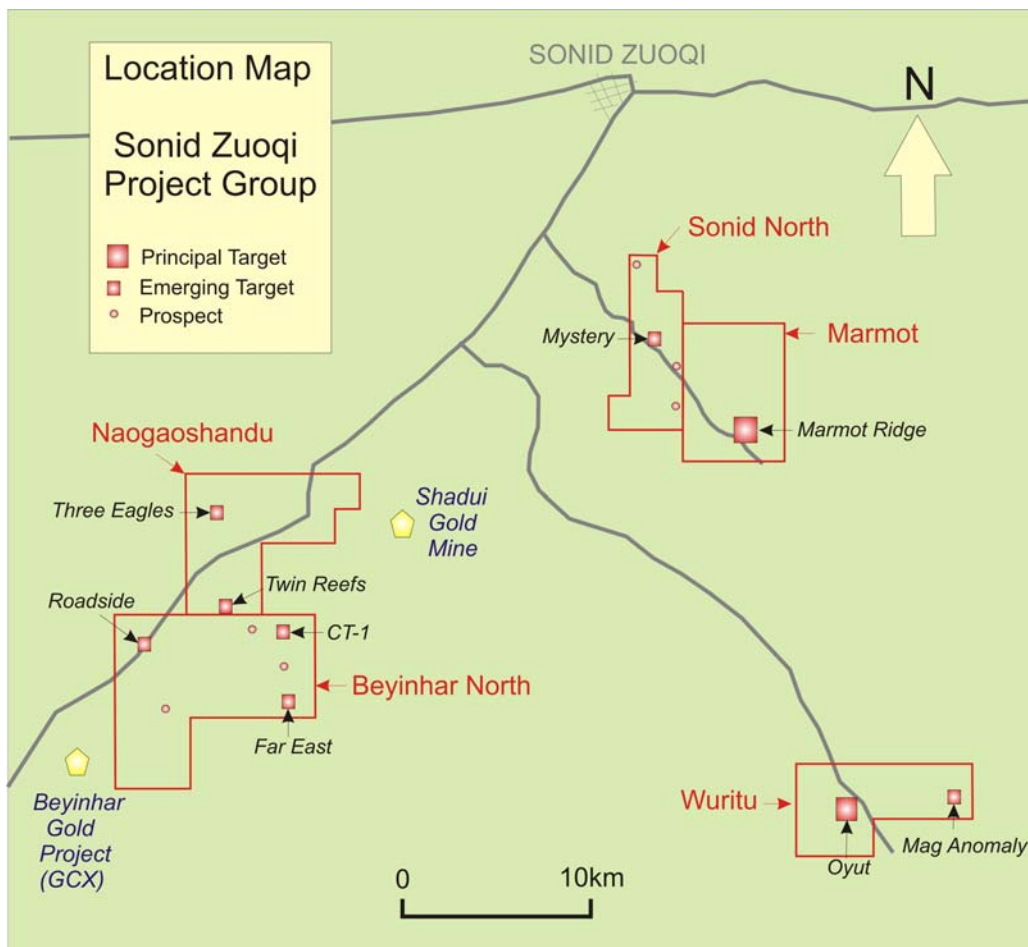 Location Map
Sonid Zuoqi
Project Group
Principal Target
Emerging Target
Prospect
SONID ZUOQI
N
Sonid North
Mystery
Marmot
Marmot Ridge
Naogaoshandu
Three Eagles
Shadui
Gold
Mine
Twin Reefs
Roadside
CT-1
Beyinhar North
Far East
Beyinhar
Gold
Project
(GCX)
Wuritu
Oyut
Mag Anomaly
0
10km